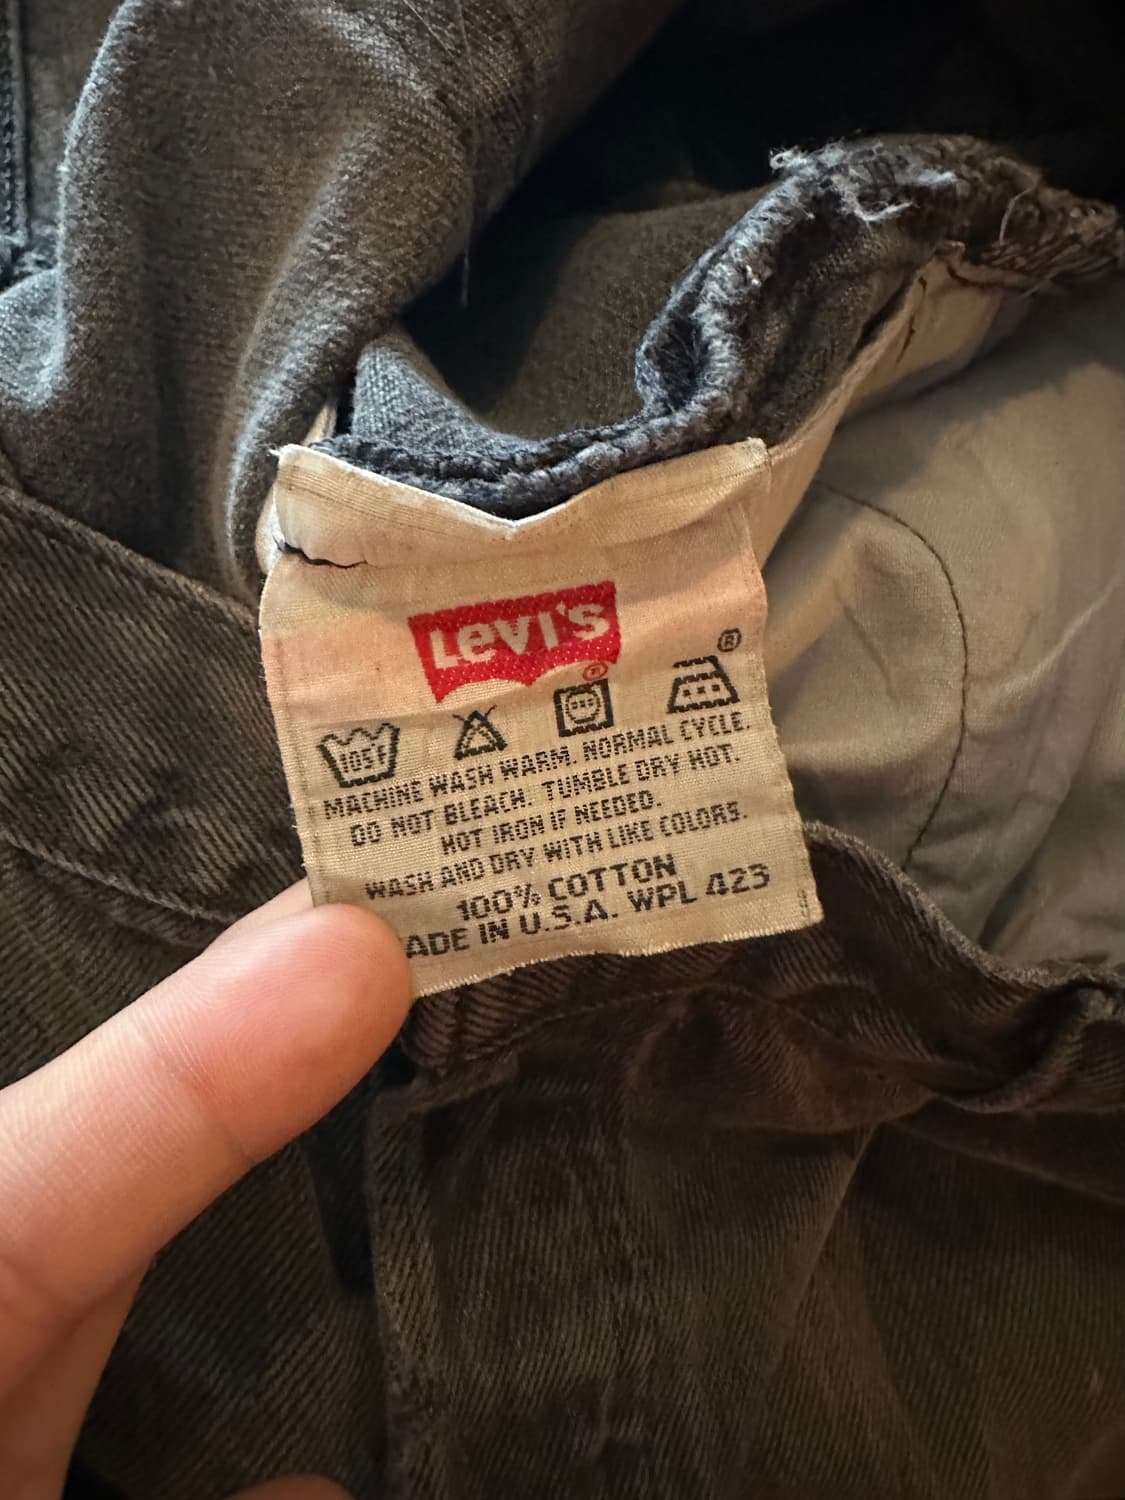 Levi's
®
®
105F
MACHINE WASH WARM. NORMAL CYCLE.
DO NOT BLEACH. TUMBLE DRY HOT.
HOT IRON IF NEEDED.
WASH AND DRY WITH LIKE COLORS.
100% COTTON
ADE IN U.S.A. WPL 423